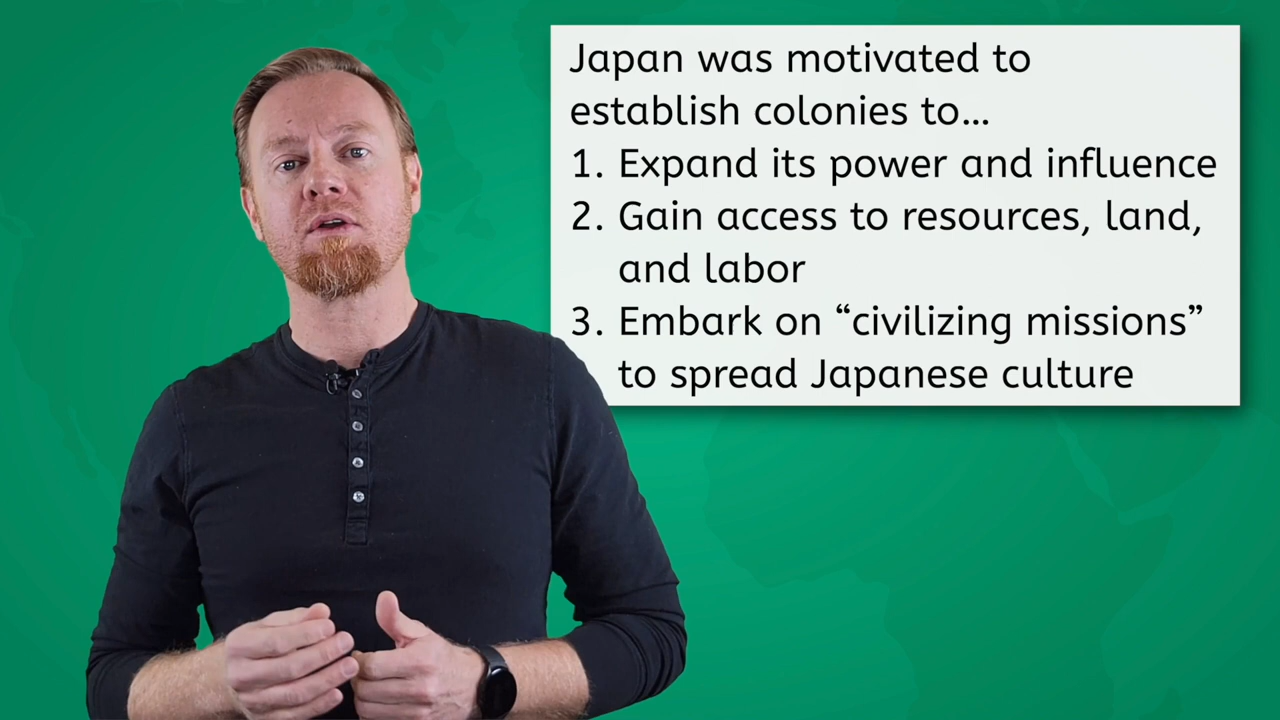 Japan was motivated to
establish colonies to…
1. Expand its power and influence
2. Gain access to resources, land,
and labor
3. Embark on “civilizing missions”
to spread Japanese culture